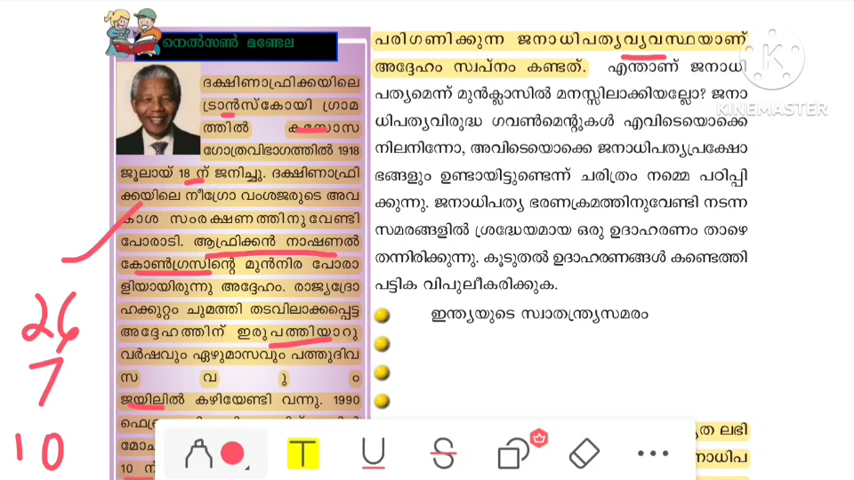 നെൽസൺ മണ്ടേല
ദക്ഷിണാഫ്രിക്കയിലെ
ട്രാൻസ്കോയി ഗ്രാമ
ത്തിൽ കസോസ
ഗോത്രവിഭാഗത്തിൽ 1918
ജൂലായ് 18 ന് ജനിച്ചു. ദക്ഷിണാഫ്രി
ക്കയിലെ നീഗ്രോ വംശജരുടെ അവ
കാശ സംരക്ഷണത്തിനുവേണ്ടി
പോരാടി. ആഫ്രിക്കൻ നാഷണൽ
കോൺഗ്രസിന്റെ മുൻനിര പോരാ
ളിയായിരുന്നു അദ്ദേഹം. രാജ്യദ്രോ
ഹക്കുറ്റം ചുമത്തി തടവിലാക്കപ്പെട്ട
അദ്ദേഹത്തിന് ഇരുപത്തിയാറു
വർഷവും ഏഴുമാസവും പത്തുദിവ
സ വ ു ം
ജയിലിൽ കഴിയേണ്ടി വന്നു. 1990
ഫെബ്രു
മോച
10 ന്
26
7
10
പരിഗണിക്കുന്ന ജനാധിപത്യവ്യവസ്ഥയാണ്
അദ്ദേഹം സ്വപ്നം കണ്ടത്. എന്താണ് ജനാധി
പത്യമെന്ന് മുൻക്ലാസിൽ മനസ്സിലാക്കിയല്ലോ? ജനാ
ധിപത്യവിരുദ്ധ ഗവൺമെന്റുകൾ എവിടെയൊക്കെ
നിലനിന്നോ, അവിടെയൊക്കെ ജനാധിപത്യപ്രക്ഷോ
ഭങ്ങളും ഉണ്ടായിട്ടുണ്ടെന്ന് ചരിത്രം നമ്മെ പഠിപ്പി
ക്കുന്നു. ജനാധിപത്യ ഭരണക്രമത്തിനുവേണ്ടി നടന്ന
സമരങ്ങളിൽ ശ്രദ്ധേയമായ ഒരു ഉദാഹരണം താഴെ
തന്നിരിക്കുന്നു. കൂടുതൽ ഉദാഹരണങ്ങൾ കണ്ടെത്തി
പട്ടിക വിപുലീകരിക്കുക.
ഇന്ത്യയുടെ സ്വാതന്ത്ര്യസമരം
ത ലഭി
നാധിപ
KINEMASTER